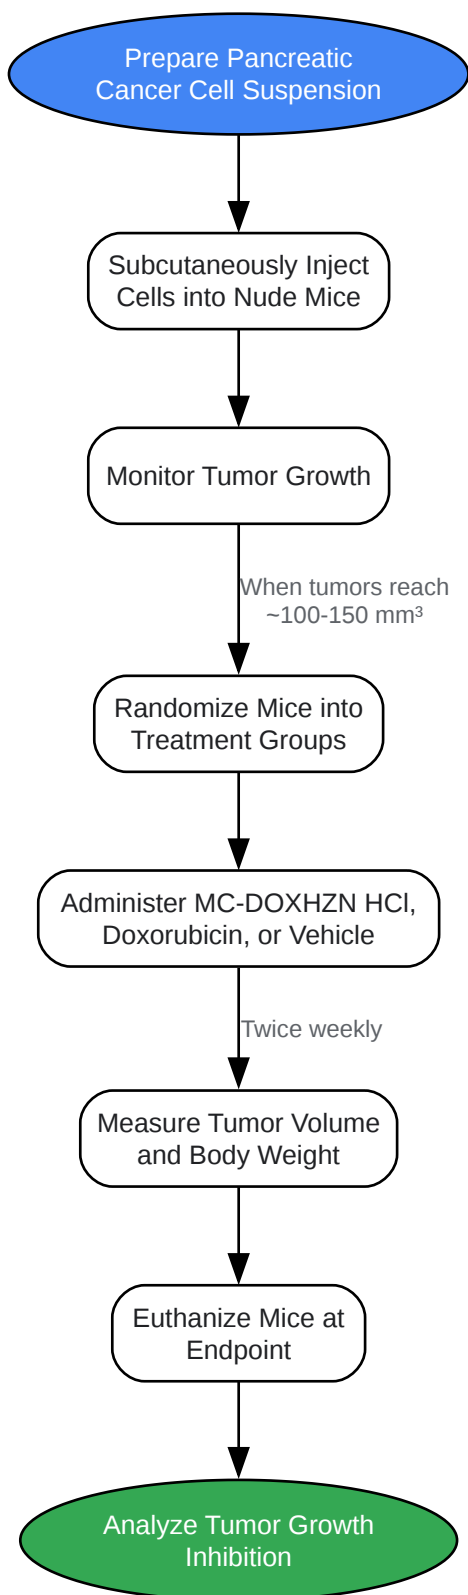 Prepare Pancreatic
Cancer Cell Suspension
Subcutaneously Inject
Cells into Nude Mice
Monitor Tumor Growth
When tumors reach
~100-150 mm³
Randomize Mice into
Treatment Groups
Administer MC-DOXHZN HCl,
Doxorubicin, or Vehicle
Twice weekly
Measure Tumor Volume
and Body Weight
Euthanize Mice at
Endpoint
Analyze Tumor Growth
Inhibition